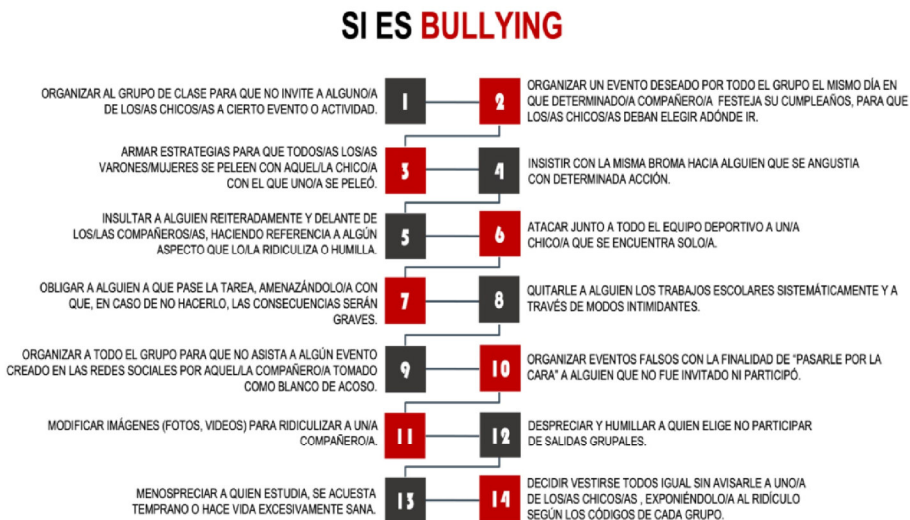 SI ES BULLYING
ORGANIZAR AL GRUPO DE CLASE PARA QUE NO INVITE A ALGUNO/A
DE LOS/AS CHICOS/AS A CIERTO EVENTO O ACTIVIDAD.
1
2
ORGANIZAR UN EVENTO DESEADO POR TODO EL GRUPO EL MISMO DÍA EN
QUE DETERMINADO/A COMPAÑERO/A FESTEJA SU CUMPLEAÑOS, PARA QUE
LOS/AS CHICOS/AS DEBAN ELEGIR ADÓNDE IR.
ARMAR ESTRATEGIAS PARA QUE TODOS/AS LOS/AS
VARONES/MUJERES SE PELEEN CON AQUEL/LA CHICO/A
CON EL QUE UNO/A SE PELEÓ.
3
4
INSISTIR CON LA MISMA BROMA HACIA ALGUIEN QUE SE ANGUSTIA
CON DETERMINADA ACCIÓN.
INSULTAR A ALGUIEN REITERADAMENTE Y DELANTE DE
LOS/LAS COMPAÑEROS/AS, HACIENDO REFERENCIA A ALGÚN
ASPECTO QUE LO/LA RIDICULIZA O HUMILLA.
5
6
ATACAR JUNTO A TODO EL EQUIPO DEPORTIVO A UN/A
CHICO/A QUE SE ENCUENTRA SOLO/A.
OBLIGAR A ALGUIEN A QUE PASE LA TAREA, AMENAZÁNDOLO/A CON
QUE, EN CASO DE NO HACERLO, LAS CONSECUENCIAS SERÁN
GRAVES.
7
8
QUITARLE A ALGUIEN LOS TRABAJOS ESCOLARES SISTEMÁTICAMENTE Y A
TRAVÉS DE MODOS INTIMIDANTES.
ORGANIZAR A TODO EL GRUPO PARA QUE NO ASISTA A ALGÚN EVENTO
CREADO EN LAS REDES SOCIALES POR AQUEL/LA COMPAÑERO/A TOMADO
COMO BLANCO DE ACOSO.
9
10
ORGANIZAR EVENTOS FALSOS CON LA FINALIDAD DE "PASARLE POR LA
CARA" A ALGUIEN QUE NO FUE INVITADO NI PARTICIPÓ.
MODIFICAR IMÁGENES (FOTOS, VIDEOS) PARA RIDICULIZAR A UN/A
COMPAÑERO/A.
11
12
DESPRECIAR Y HUMILLAR A QUIEN ELIGE NO PARTICIPAR
DE SALIDAS GRUPALES.
MENOSPRECIAR A QUIEN ESTUDIA, SE ACUESTA
TEMPRANO O HACE VIDA EXCESIVAMENTE SANA.
13
14
DECIDIR VESTIRSE TODOS IGUAL SIN AVISARLE A UNO/A
DE LOS/AS CHICOS/AS , EXPONIÉNDOLO/A AL RIDÍCULO
SEGÚN LOS CÓDIGOS DE CADA GRUPO.